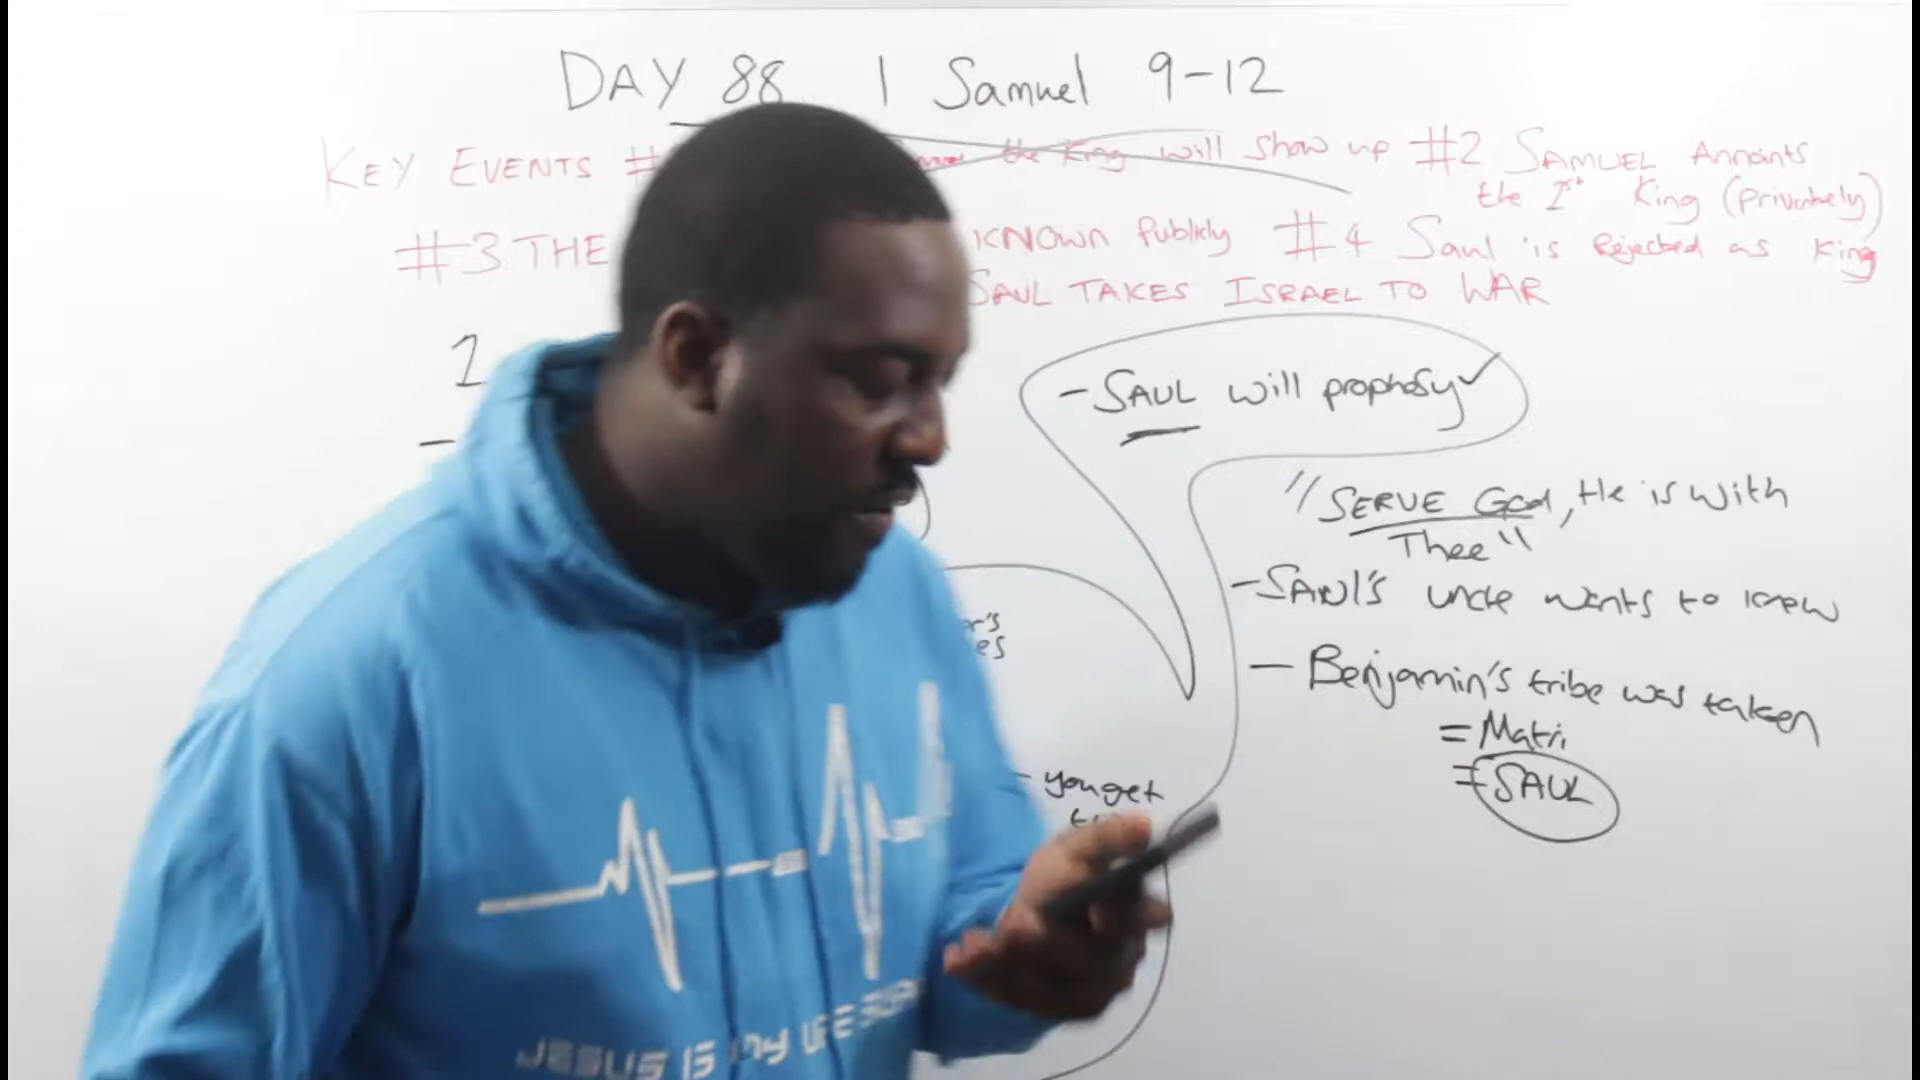 DAY 88 1 Samuel 9-12
KEY EVENTS # the King will Show up #2 SAMUEL Annoints
the 1st King (privately)
#3 THE KNOWN Publicly #4 Saul is Rejected as King
SAUL TAKES ISRAEL TO WAR
1
- SAUL will prophesy ✓
"SERVE God, He is with
Thee"
- SAUL'S uncle wants to know
- Benjamin's tribe was taken
= Matri
= SAUL
- you get
JESUS IS my LIFE